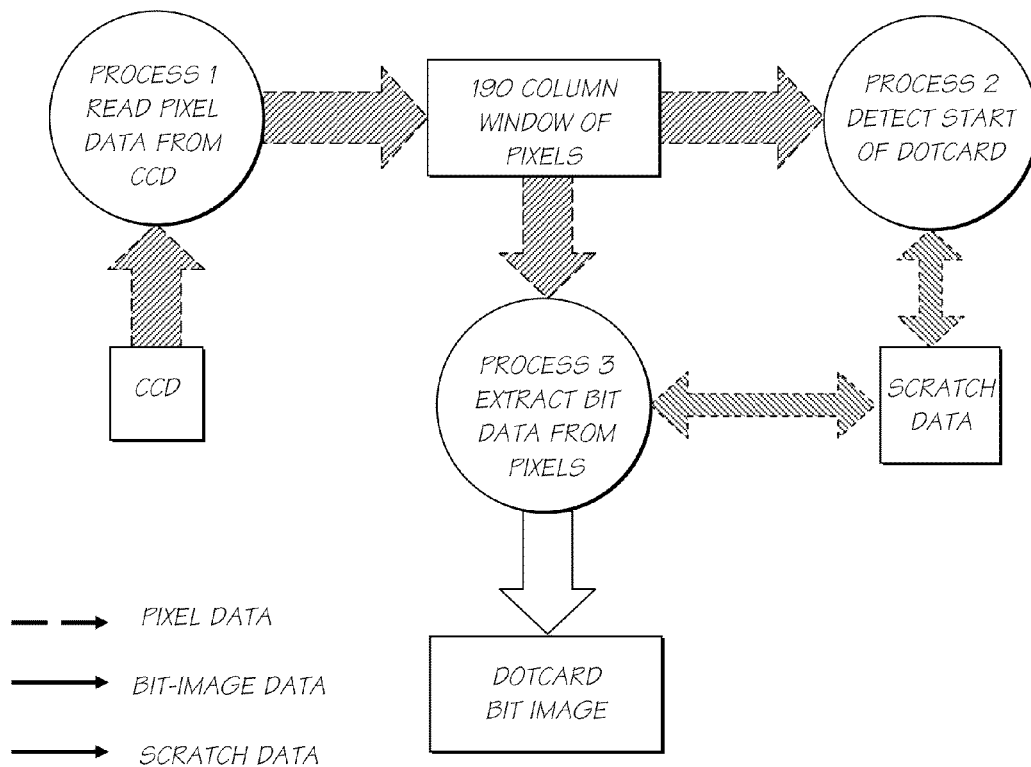 PROCESS 1
READ PIXEL
DATA FROM
CCD
190 COLUMN
WINDOW OF
PIXELS
PROCESS 2
DETECT START
OF DOTCARD
CCD
PROCESS 3
EXTRACT BIT
DATA FROM
PIXELS
SCRATCH
DATA
DOTCARD
BIT IMAGE
PIXEL DATA
BIT-IMAGE DATA
SCRATCH DATA